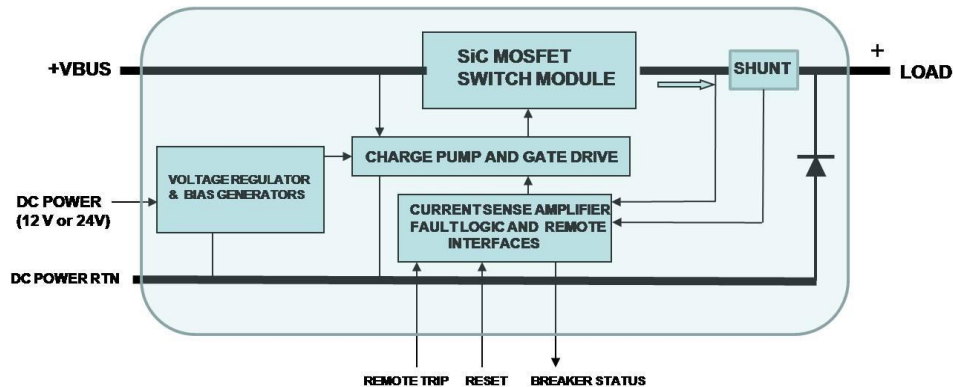 +VBUS
SiC MOSFET
SWITCH MODULE
SHUNT
+
LOAD
CHARGE PUMP AND GATE DRIVE
VOLTAGE REGULATOR
& BIAS GENERATORS
DC POWER
(12 V or 24V)
CURRENT SENSE AMPLIFIER
FAULT LOGIC AND REMOTE
INTERFACES
DC POWER RTN
REMOTE TRIP
RESET
BREAKER STATUS